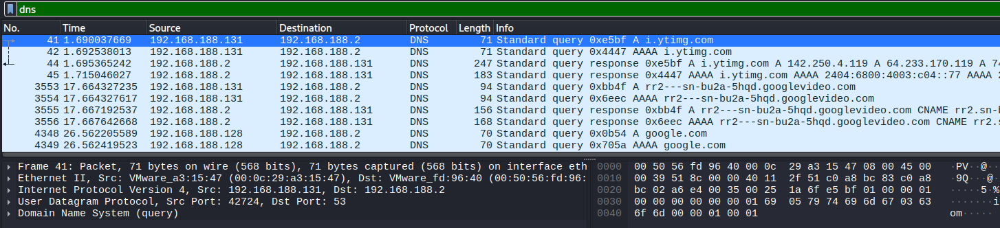 dns
No. Time Source Destination Protocol Length Info
41 1.690037669 192.168.188.131 192.168.188.2 DNS 71 Standard query 0xe5bf A i.ytimg.com
42 1.692538013 192.168.188.131 192.168.188.2 DNS 71 Standard query 0x4447 AAAA i.ytimg.com
44 1.695365242 192.168.188.2 192.168.188.131 DNS 247 Standard query response 0xe5bf A i.ytimg.com A 142.250.4.119 A 64.233.170.119 A 74
45 1.715046027 192.168.188.2 192.168.188.131 DNS 183 Standard query response 0x4447 AAAA i.ytimg.com AAAA 2404:6800:4003:c04::77 AAAA 2
3553 17.664327235 192.168.188.131 192.168.188.2 DNS 94 Standard query 0xbb4f A rr2---sn-bu2a-5hqd.googlevideo.com
3554 17.664327617 192.168.188.131 192.168.188.2 DNS 94 Standard query 0x6eec AAAA rr2---sn-bu2a-5hqd.googlevideo.com
3555 17.667192537 192.168.188.2 192.168.188.131 DNS 156 Standard query response 0xbb4f A rr2---sn-bu2a-5hqd.googlevideo.com CNAME rr2.sn-b
3556 17.667642668 192.168.188.2 192.168.188.131 DNS 168 Standard query response 0x6eec AAAA rr2---sn-bu2a-5hqd.googlevideo.com CNAME rr2.s
4348 26.562205589 192.168.188.128 192.168.188.2 DNS 70 Standard query 0x0b54 A google.com
4349 26.562419523 192.168.188.128 192.168.188.2 DNS 70 Standard query 0x705a AAAA google.com
Frame 41: Packet, 71 bytes on wire (568 bits), 71 bytes captured (568 bits) on interface eth
Ethernet II, Src: VMware_a3:15:47 (00:0c:29:a3:15:47), Dst: VMware_fd:96:40 (00:50:56:fd:96:
Internet Protocol Version 4, Src: 192.168.188.131, Dst: 192.168.188.2
User Datagram Protocol, Src Port: 42724, Dst Port: 53
Domain Name System (query)
0000 00 50 56 fd 96 40 00 0c 29 a3 15 47 08 00 45 00 ·PV··@··
0010 00 39 51 8c 00 00 40 11 2f 51 c0 a8 bc 83 c0 a8 ·9Q···@·
0020 bc 02 a6 e4 00 35 00 25 1a 6f e5 bf 01 00 00 01 ·····5·%
0030 00 00 00 00 00 00 01 69 05 79 74 69 6d 67 03 63 ·······i
0040 6f 6d 00 00 01 00 01 om·····